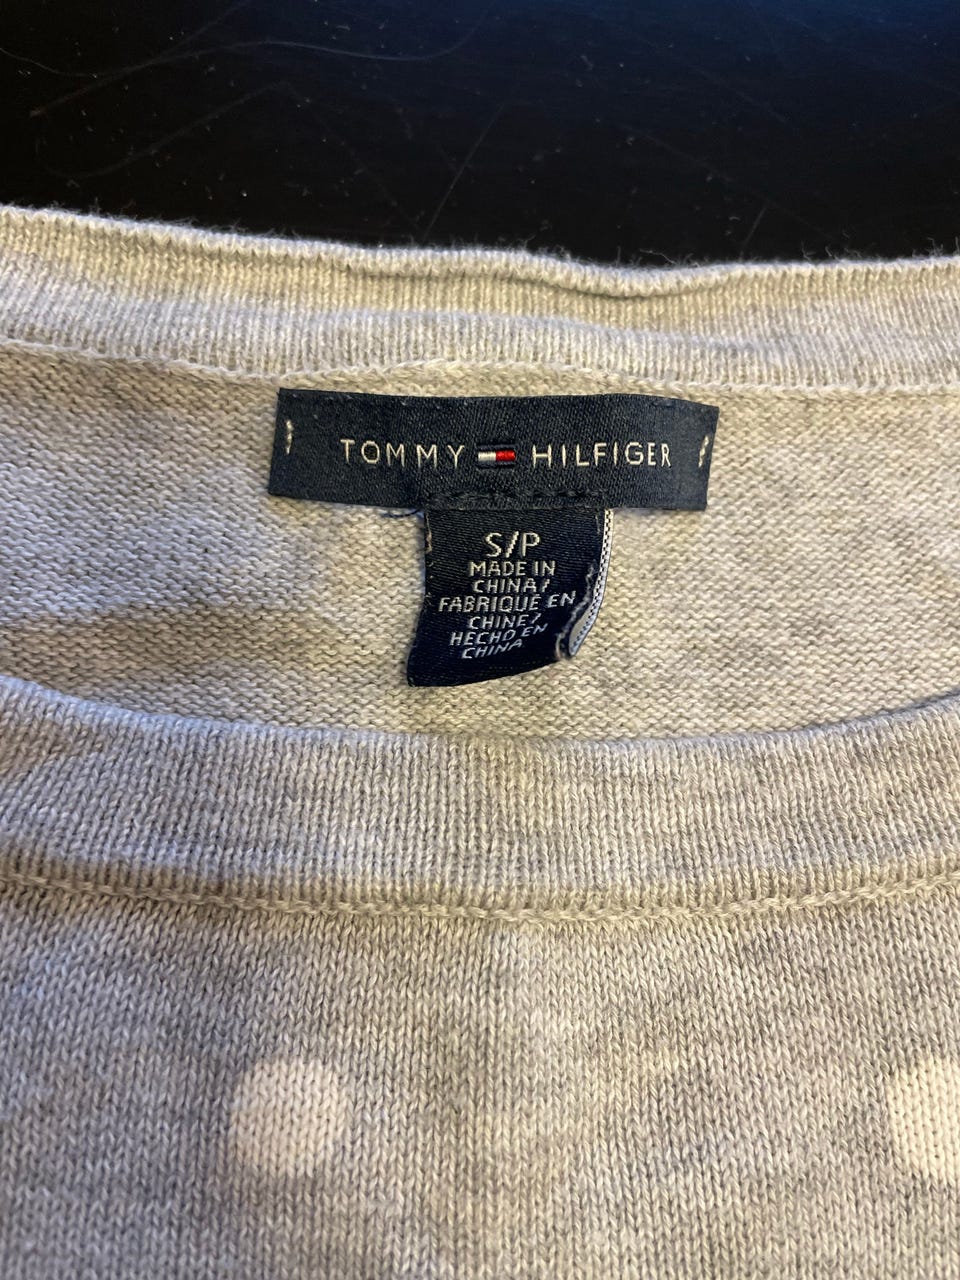 TOMMY HILFIGER
S/P
MADE IN
CHINA/
FABRIQUÉ EN
CHINE/
HECHO EN
CHINA